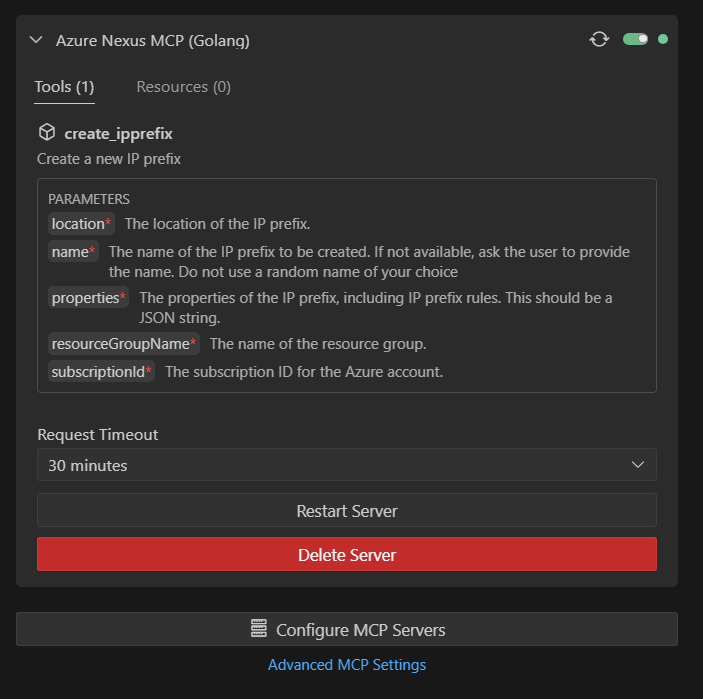 Azure Nexus MCP (Golang)
Tools (1) Resources (0)
create_ipprefix
Create a new IP prefix
PARAMETERS
location* The location of the IP prefix.
name* The name of the IP prefix to be created. If not available, ask the user to provide
the name. Do not use a random name of your choice
properties* The properties of the IP prefix, including IP prefix rules. This should be a
JSON string.
resourceGroupName* The name of the resource group.
subscriptionId* The subscription ID for the Azure account.
Request Timeout
30 minutes
Restart Server
Delete Server
Configure MCP Servers
Advanced MCP Settings